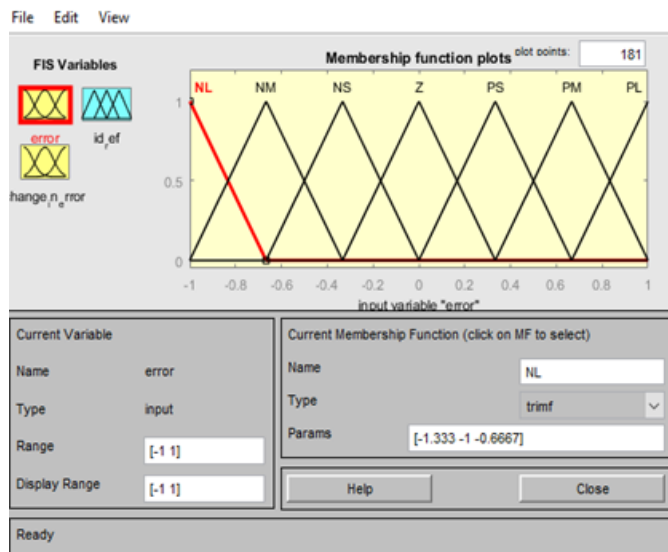 File Edit View
FIS Variables
Membership function plots plot points: 181
NL NM NS Z PS PM PL
1
0.5
0
-1 -0.8 -0.6 -0.4 -0.2 0 0.2 0.4 0.6 0.8 1
input variable "error"
error
id_ref
hange_in_error
Current Variable
Name error
Type input
Range [-1 1]
Display Range [-1 1]
Current Membership Function (click on MF to select)
Name NL
Type trimf
Params [-1.333 -1 -0.6667]
Help Close
Ready